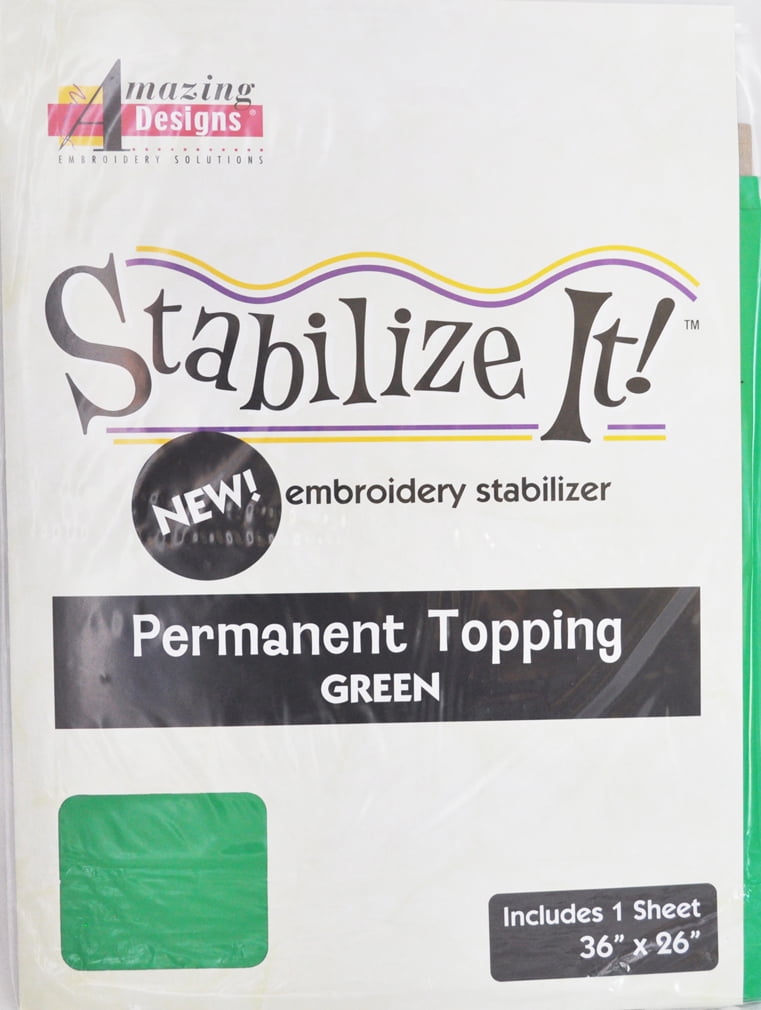 Amazing
Designs®
EMBROIDERY SOLUTIONS
Stabilize It!™
NEW!
embroidery stabilizer
Permanent Topping
GREEN
Includes 1 Sheet
36” x 26”